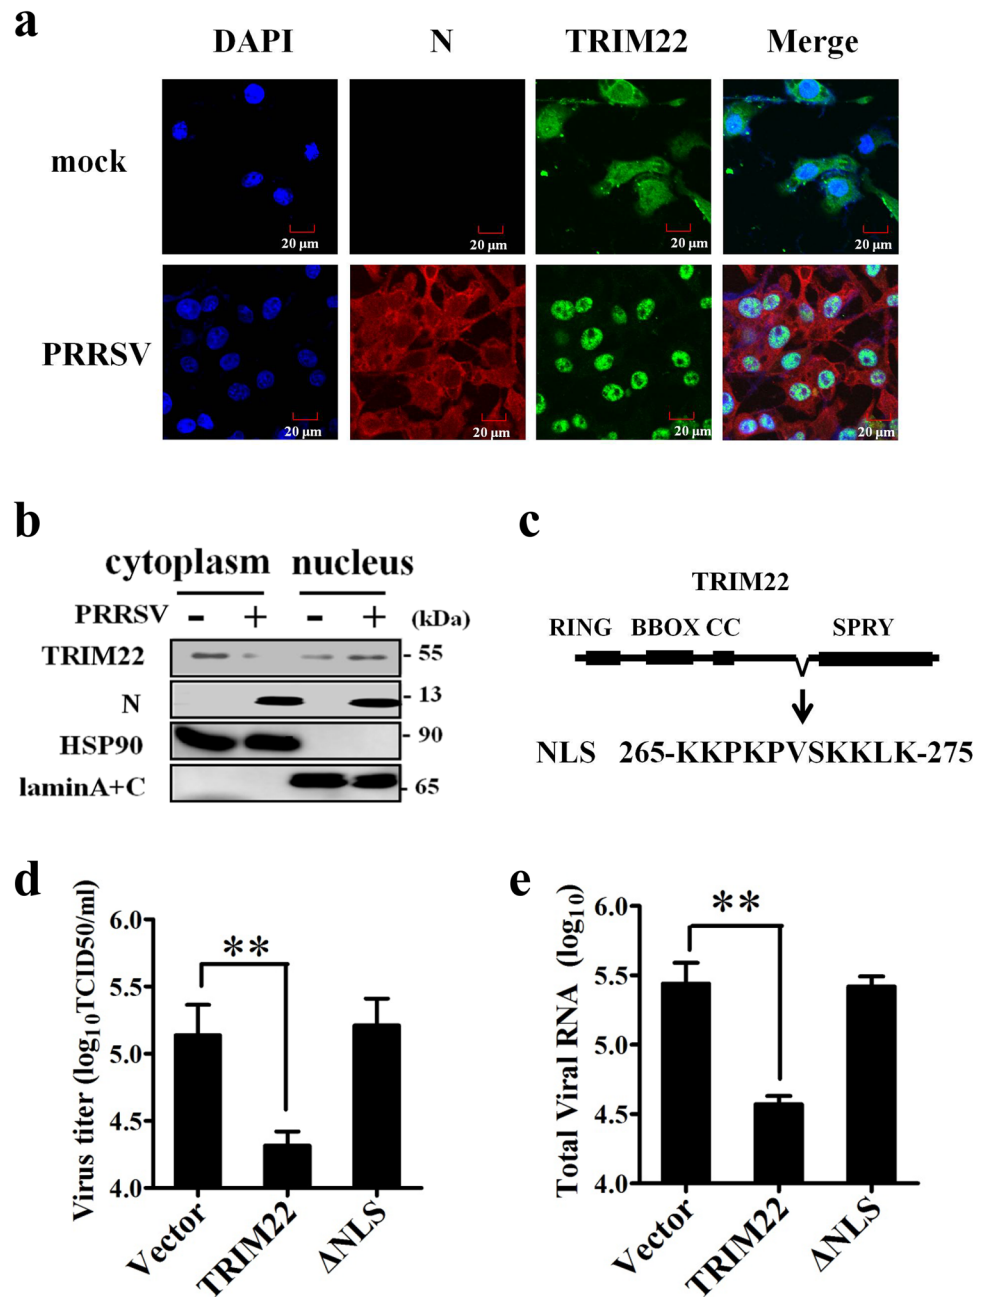 a
DAPI N TRIM22 Merge
mock
20 μm 20 μm 20 μm 20 μm
PRRSV
20 μm 20 μm 20 μm 20 μm
b
cytoplasm nucleus
PRRSV - + - + (kDa)
TRIM22 - 55
N - 13
HSP90 - 90
laminA+C - 65
c
TRIM22
RING BBOX CC SPRY
NLS 265-KKPKPVSKKLK-275
d
Virus titer (log10TCID50/ml)
6.0
5.5
5.0
4.5
4.0
**
Vector TRIM22 ΔNLS
e
Total Viral RNA (log10)
6.0
5.5
5.0
4.5
4.0
**
Vector TRIM22 ΔNLS